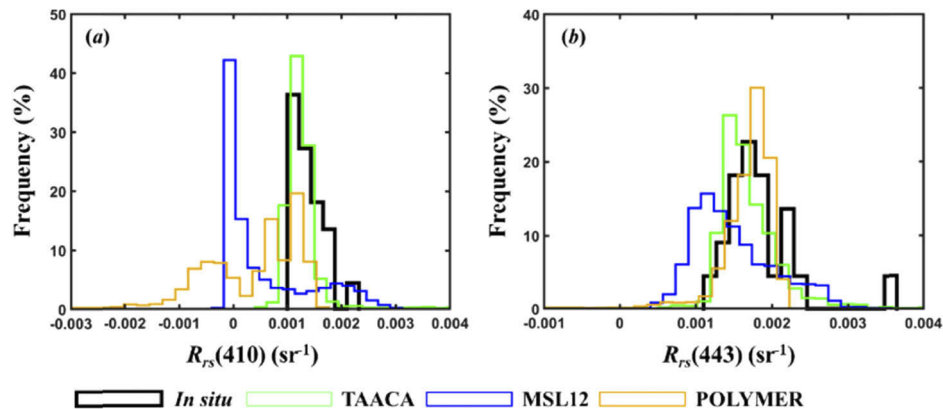 (a)
Frequency (%)
50
40
30
20
10
0
-0.003 -0.002 -0.001 0 0.001 0.002 0.003 0.004
Rrs(410) (sr-1)
(b)
Frequency (%)
40
30
20
10
0
-0.001 0 0.001 0.002 0.003 0.004
Rrs(443) (sr-1)
In situ TAACA MSL12 POLYMER